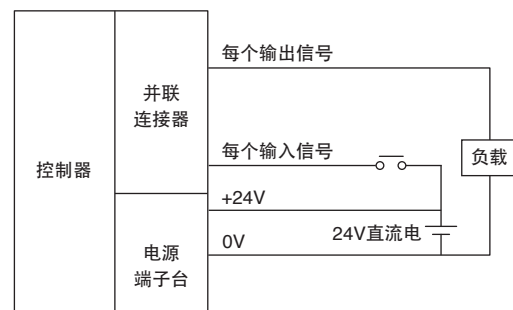 每个输出信号
并联
连接器
每个输入信号
控制器
负载
+24V
24V直流电
0V
电源
端子台